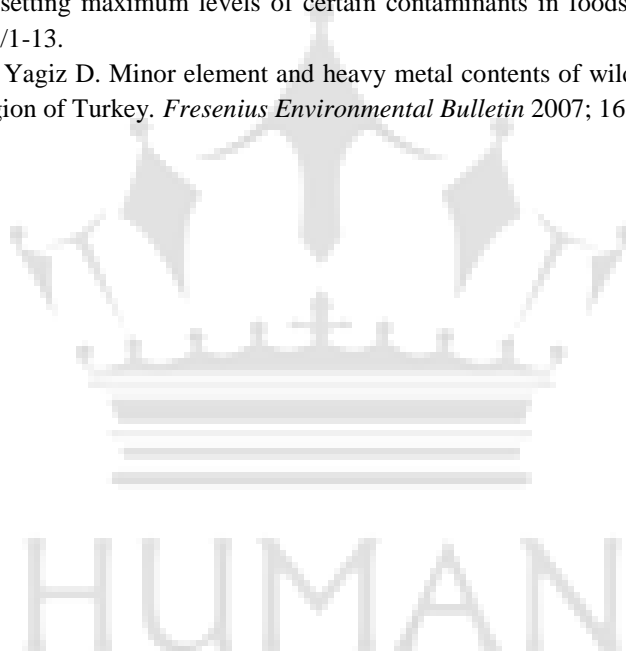 setting maximum levels of certain contaminants in foods
/1-13.
Yagiz D. Minor element and heavy metal contents of wild
gion of Turkey. Fresenius Environmental Bulletin 2007; 16
HUMAN